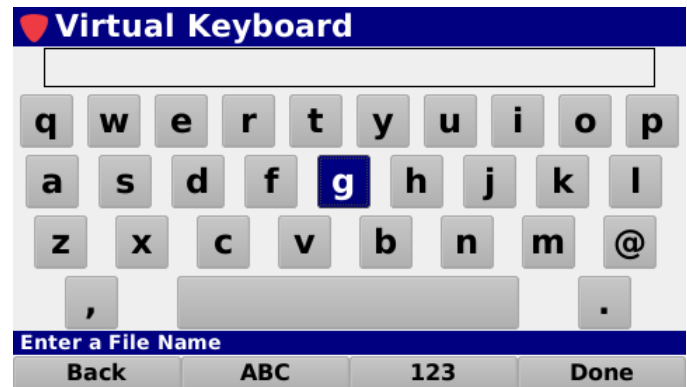 Virtual Keyboard
q w e r t y u i o p
a s d f g h j k l
z x c v b n m @
, .
Enter a File Name
Back ABC 123 Done